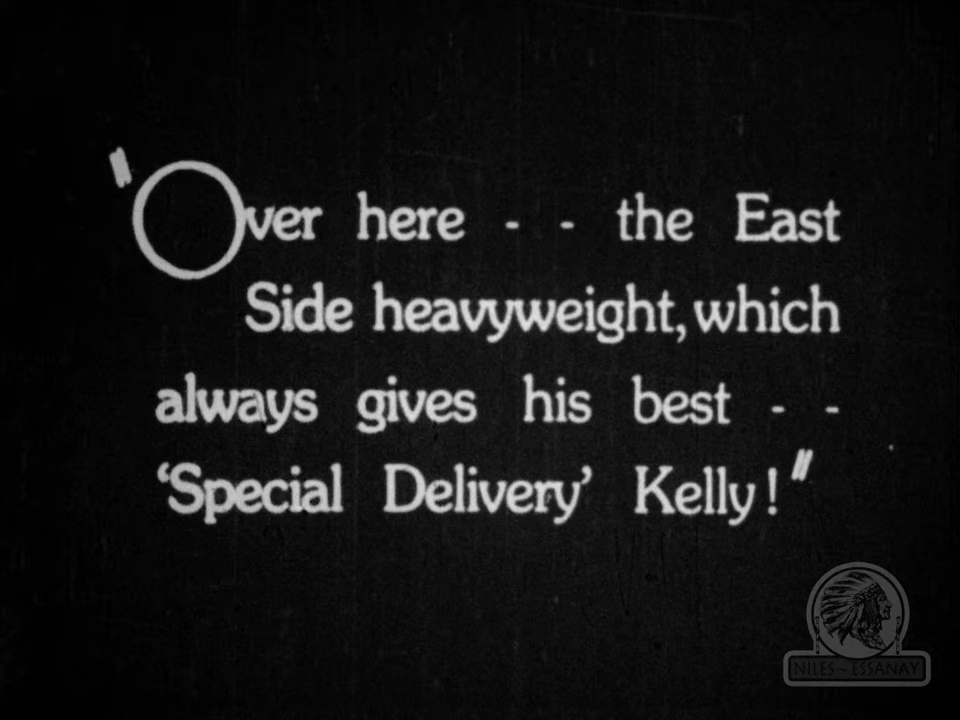 "Over here - - the East
Side heavyweight, which
always gives his best - -
'Special Delivery' Kelly!"
NILES - ESSANAY